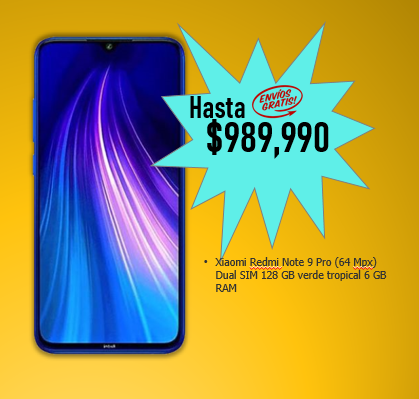 Hasta
ENVÍOS
GRATIS!
$989,990
• Xiaomi Redmi Note 9 Pro (64 Mpx)
Dual SIM 128 GB verde tropical 6 GB
RAM